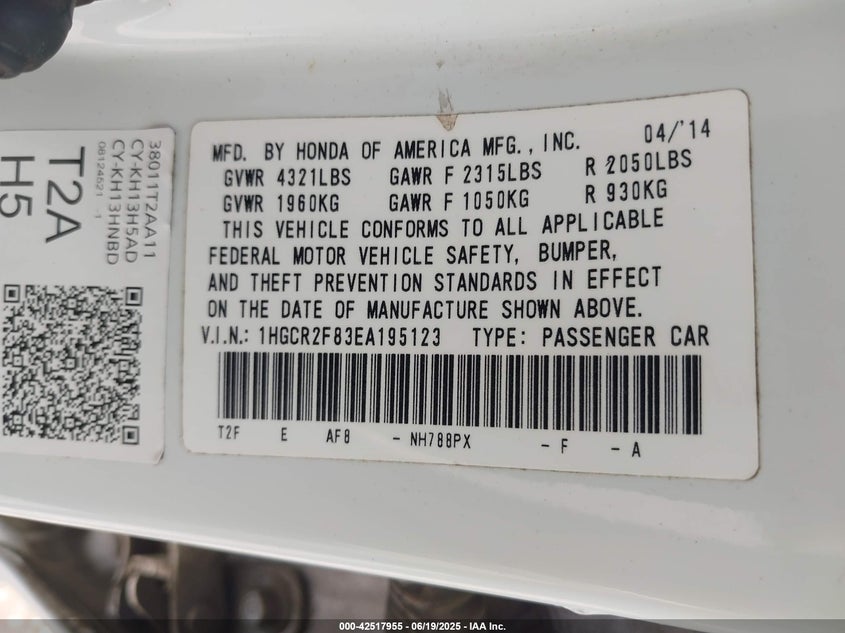 38011T2AA11
CY-KH13H5AD
CY-KH13HNBD
08124521 -1
T2A
H5
MFD. BY HONDA OF AMERICA MFG., INC. 04/'14
GVWR 4321LBS GAWR F 2315LBS R 2050LBS
GVWR 1960KG GAWR F 1050KG R 930KG
THIS VEHICLE CONFORMS TO ALL APPLICABLE
FEDERAL MOTOR VEHICLE SAFETY, BUMPER,
AND THEFT PREVENTION STANDARDS IN EFFECT
ON THE DATE OF MANUFACTURE SHOWN ABOVE.
V.I.N.: 1HGCR2F83EA195123 TYPE: PASSENGER CAR
T2F E AF8 - NH788PX - F - A
000-42517955 - 06/19/2025 - IAA Inc.